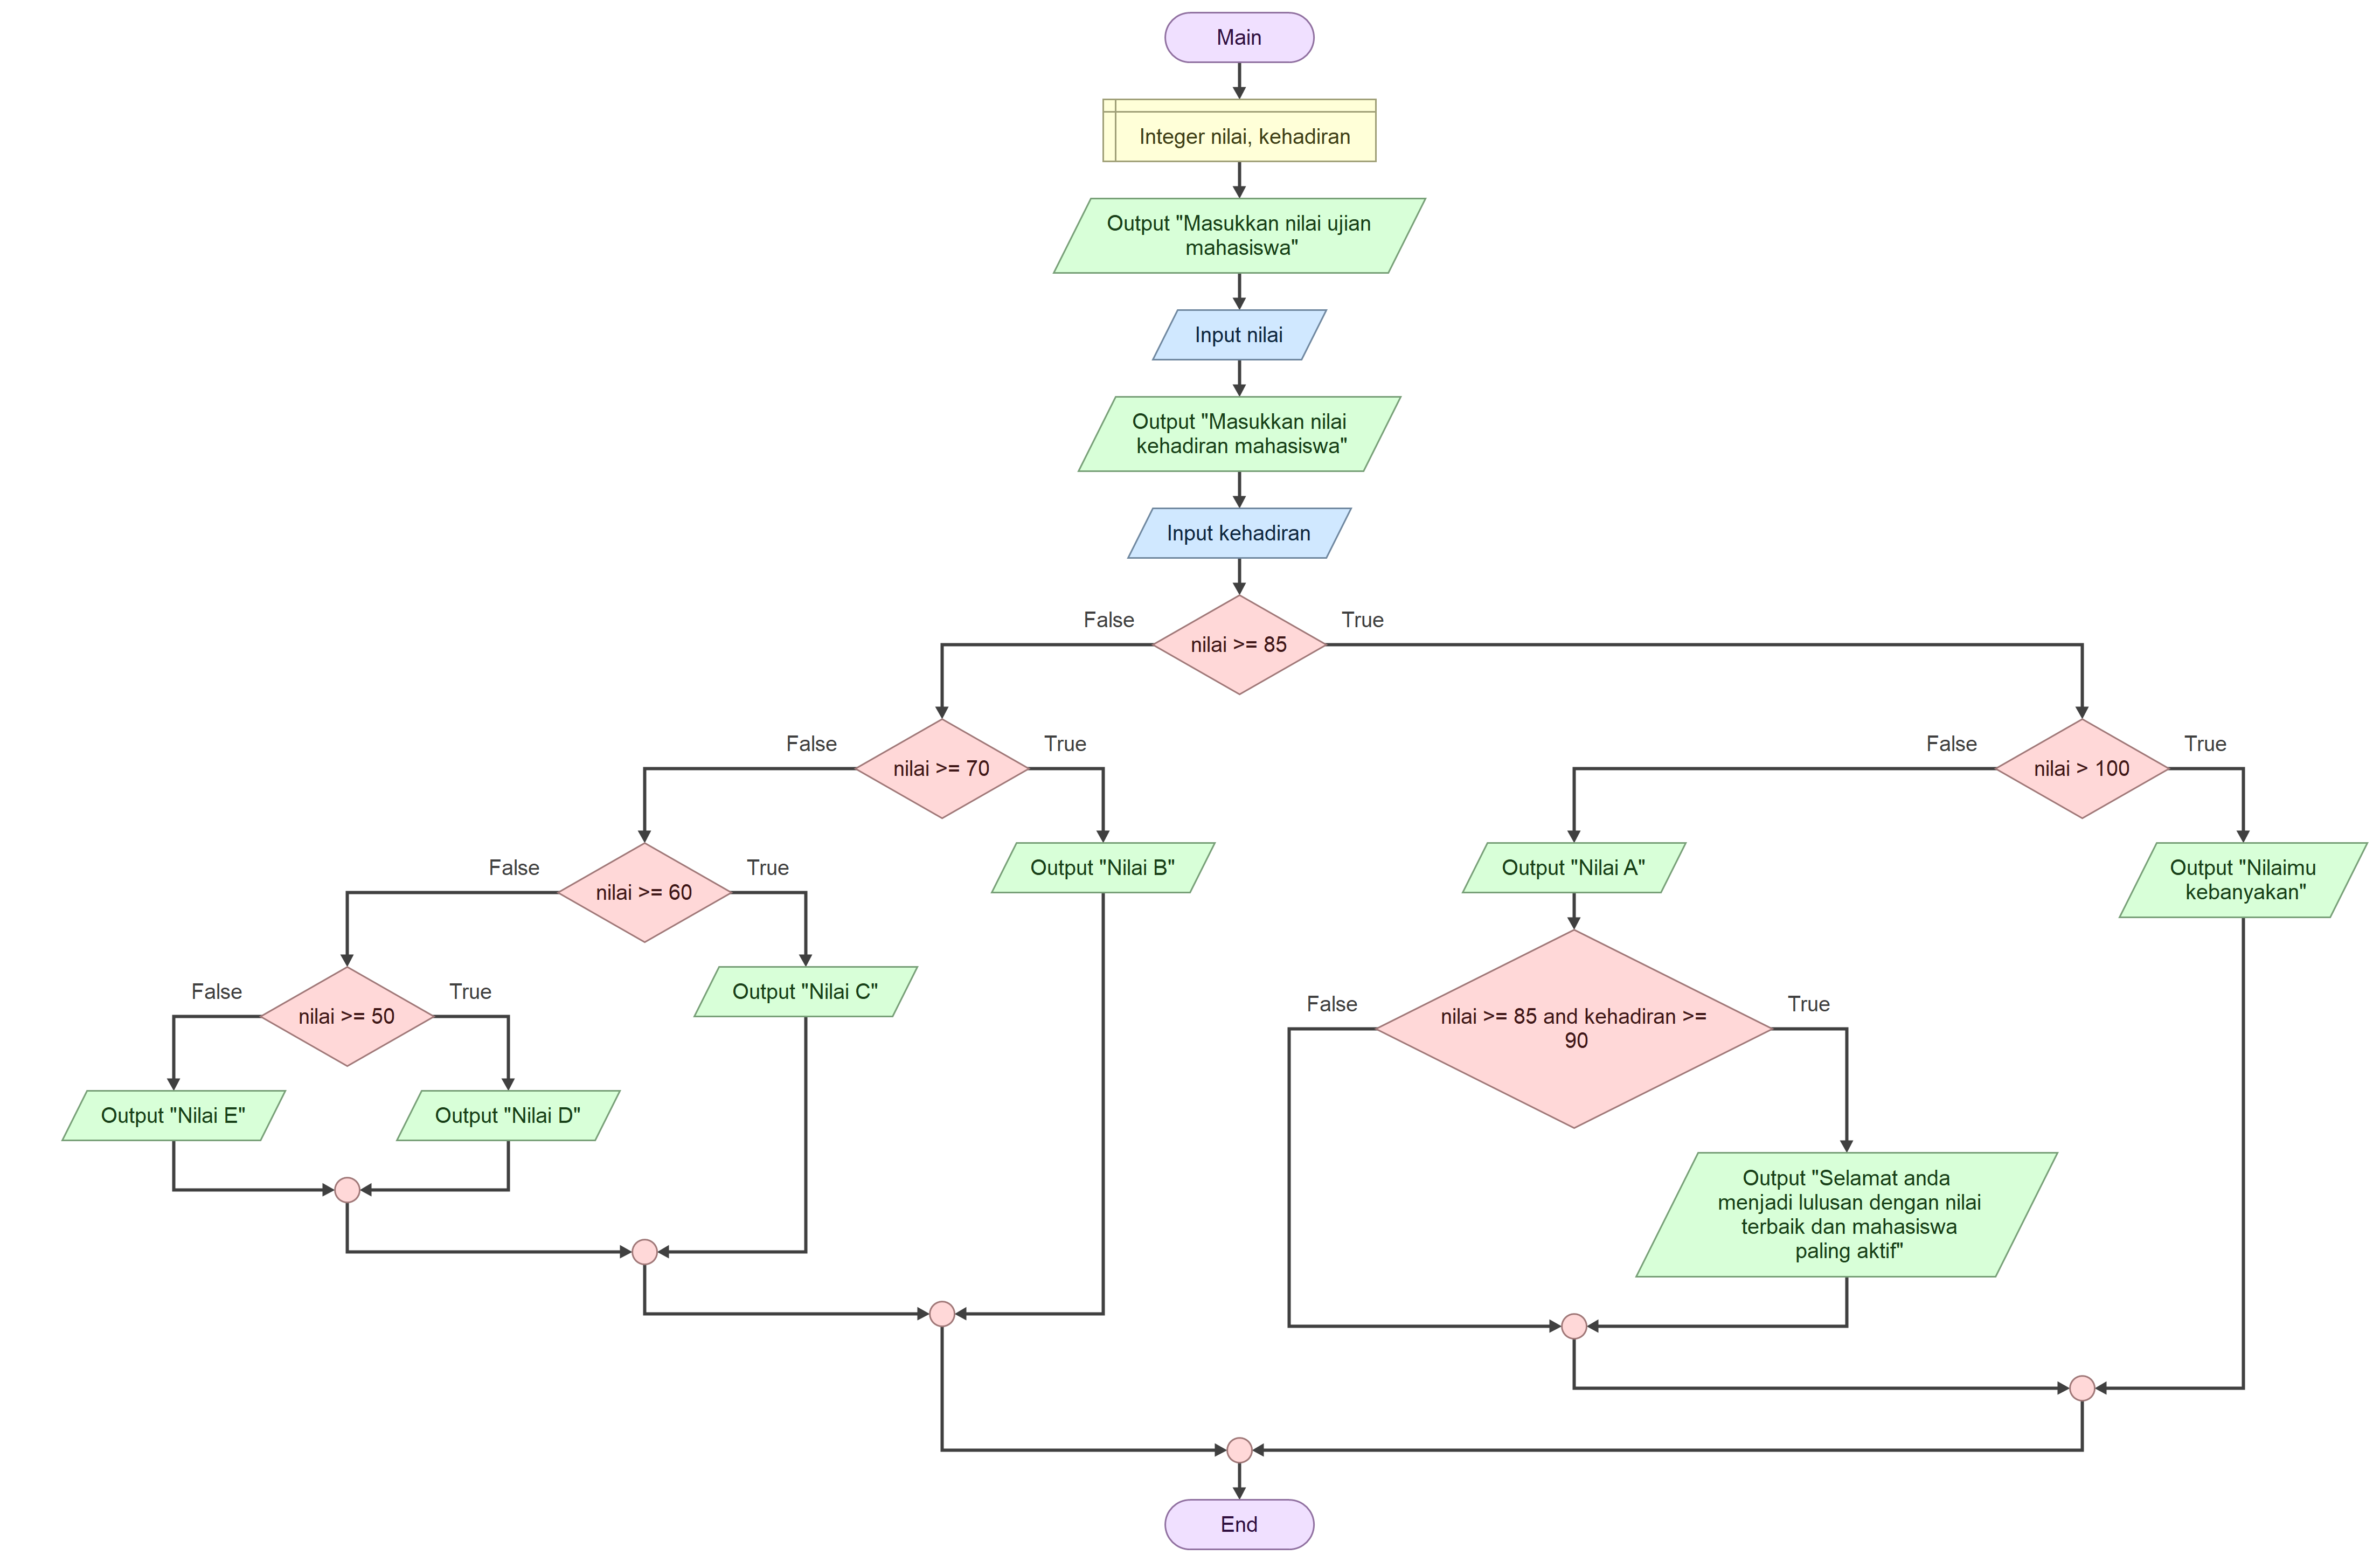 Main
Integer nilai, kehadiran
Output "Masukkan nilai ujian
mahasiswa"
Input nilai
Output "Masukkan nilai
kehadiran mahasiswa"
Input kehadiran
False
True
nilai >= 85
False
True
False
True
nilai >= 70
nilai > 100
False
True
Output "Nilai B"
Output "Nilai A"
Output "Nilaimu
kebanyakan"
nilai >= 60
False
True
Output "Nilai C"
False
True
nilai >= 50
nilai >= 85 and kehadiran >=
90
Output "Nilai E"
Output "Nilai D"
Output "Selamat anda
menjadi lulusan dengan nilai
terbaik dan mahasiswa
paling aktif"
End